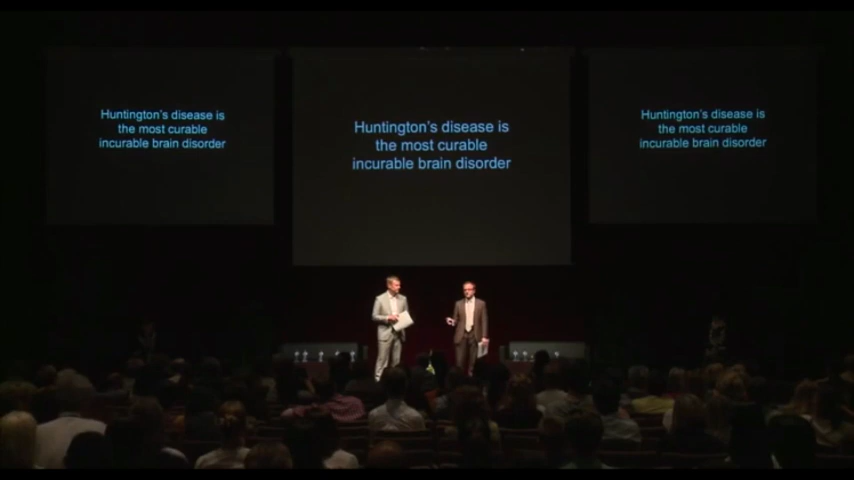 Huntington's disease is
the most curable
incurable brain disorder
Huntington's disease is
the most curable
incurable brain disorder
Huntington's disease is
the most curable
incurable brain disorder